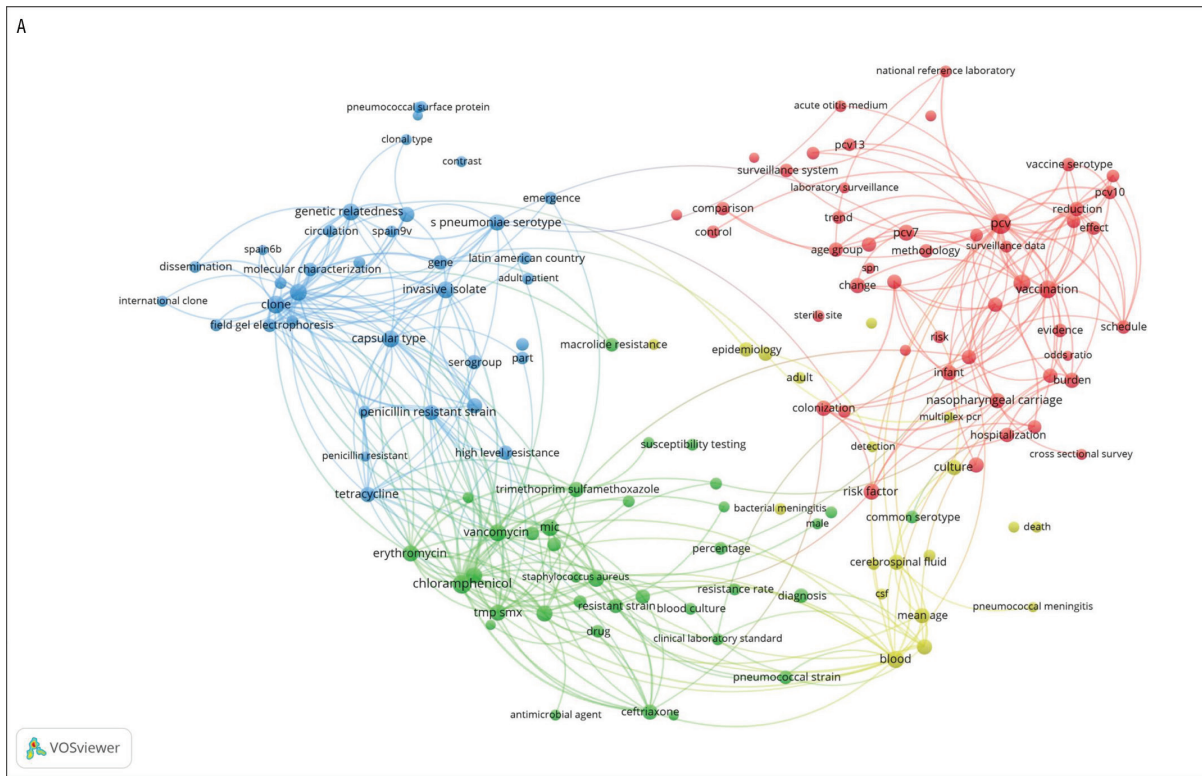 A
national reference laboratory
pneumococcal surface protein
acute otitis medium
clonal type
pcv13
contrast
surveillance system
vaccine serotype
laboratory surveillance
pcv10
emergence
genetic relatedness
comparison
reduction
s pneumoniae serotype
trend
pcv
effect
circulation
spain9v
control
pcv7
surveillance data
spain6b
age group
methodology
latin american country
dissemination
molecular characterization
gene
spn
adult patient
change
invasive isolate
vaccination
international clone
clone
sterile site
field gel electrophoresis
schedule
evidence
capsular type
risk
macrolide resistance
epidemiology
part
odds ratio
serogroup
adult
infant
burden
nasopharyngeal carriage
colonization
penicillin resistant strain
multiplex pcr
hospitalization
susceptibility testing
detection
penicillin resistant
high level resistance
cross sectional survey
culture
trimethoprim sulfamethoxazole
tetracycline
risk factor
bacterial meningitis
common serotype
male
mic
vancomycin
death
percentage
erythromycin
cerebrospinal fluid
staphylococcus aureus
chloramphenicol
resistance rate
csf
diagnosis
resistant strain
blood culture
pneumococcal meningitis
tmp smx
mean age
drug
clinical laboratory standard
blood
pneumococcal strain
antimicrobial agent
ceftriaxone
VOSviewer